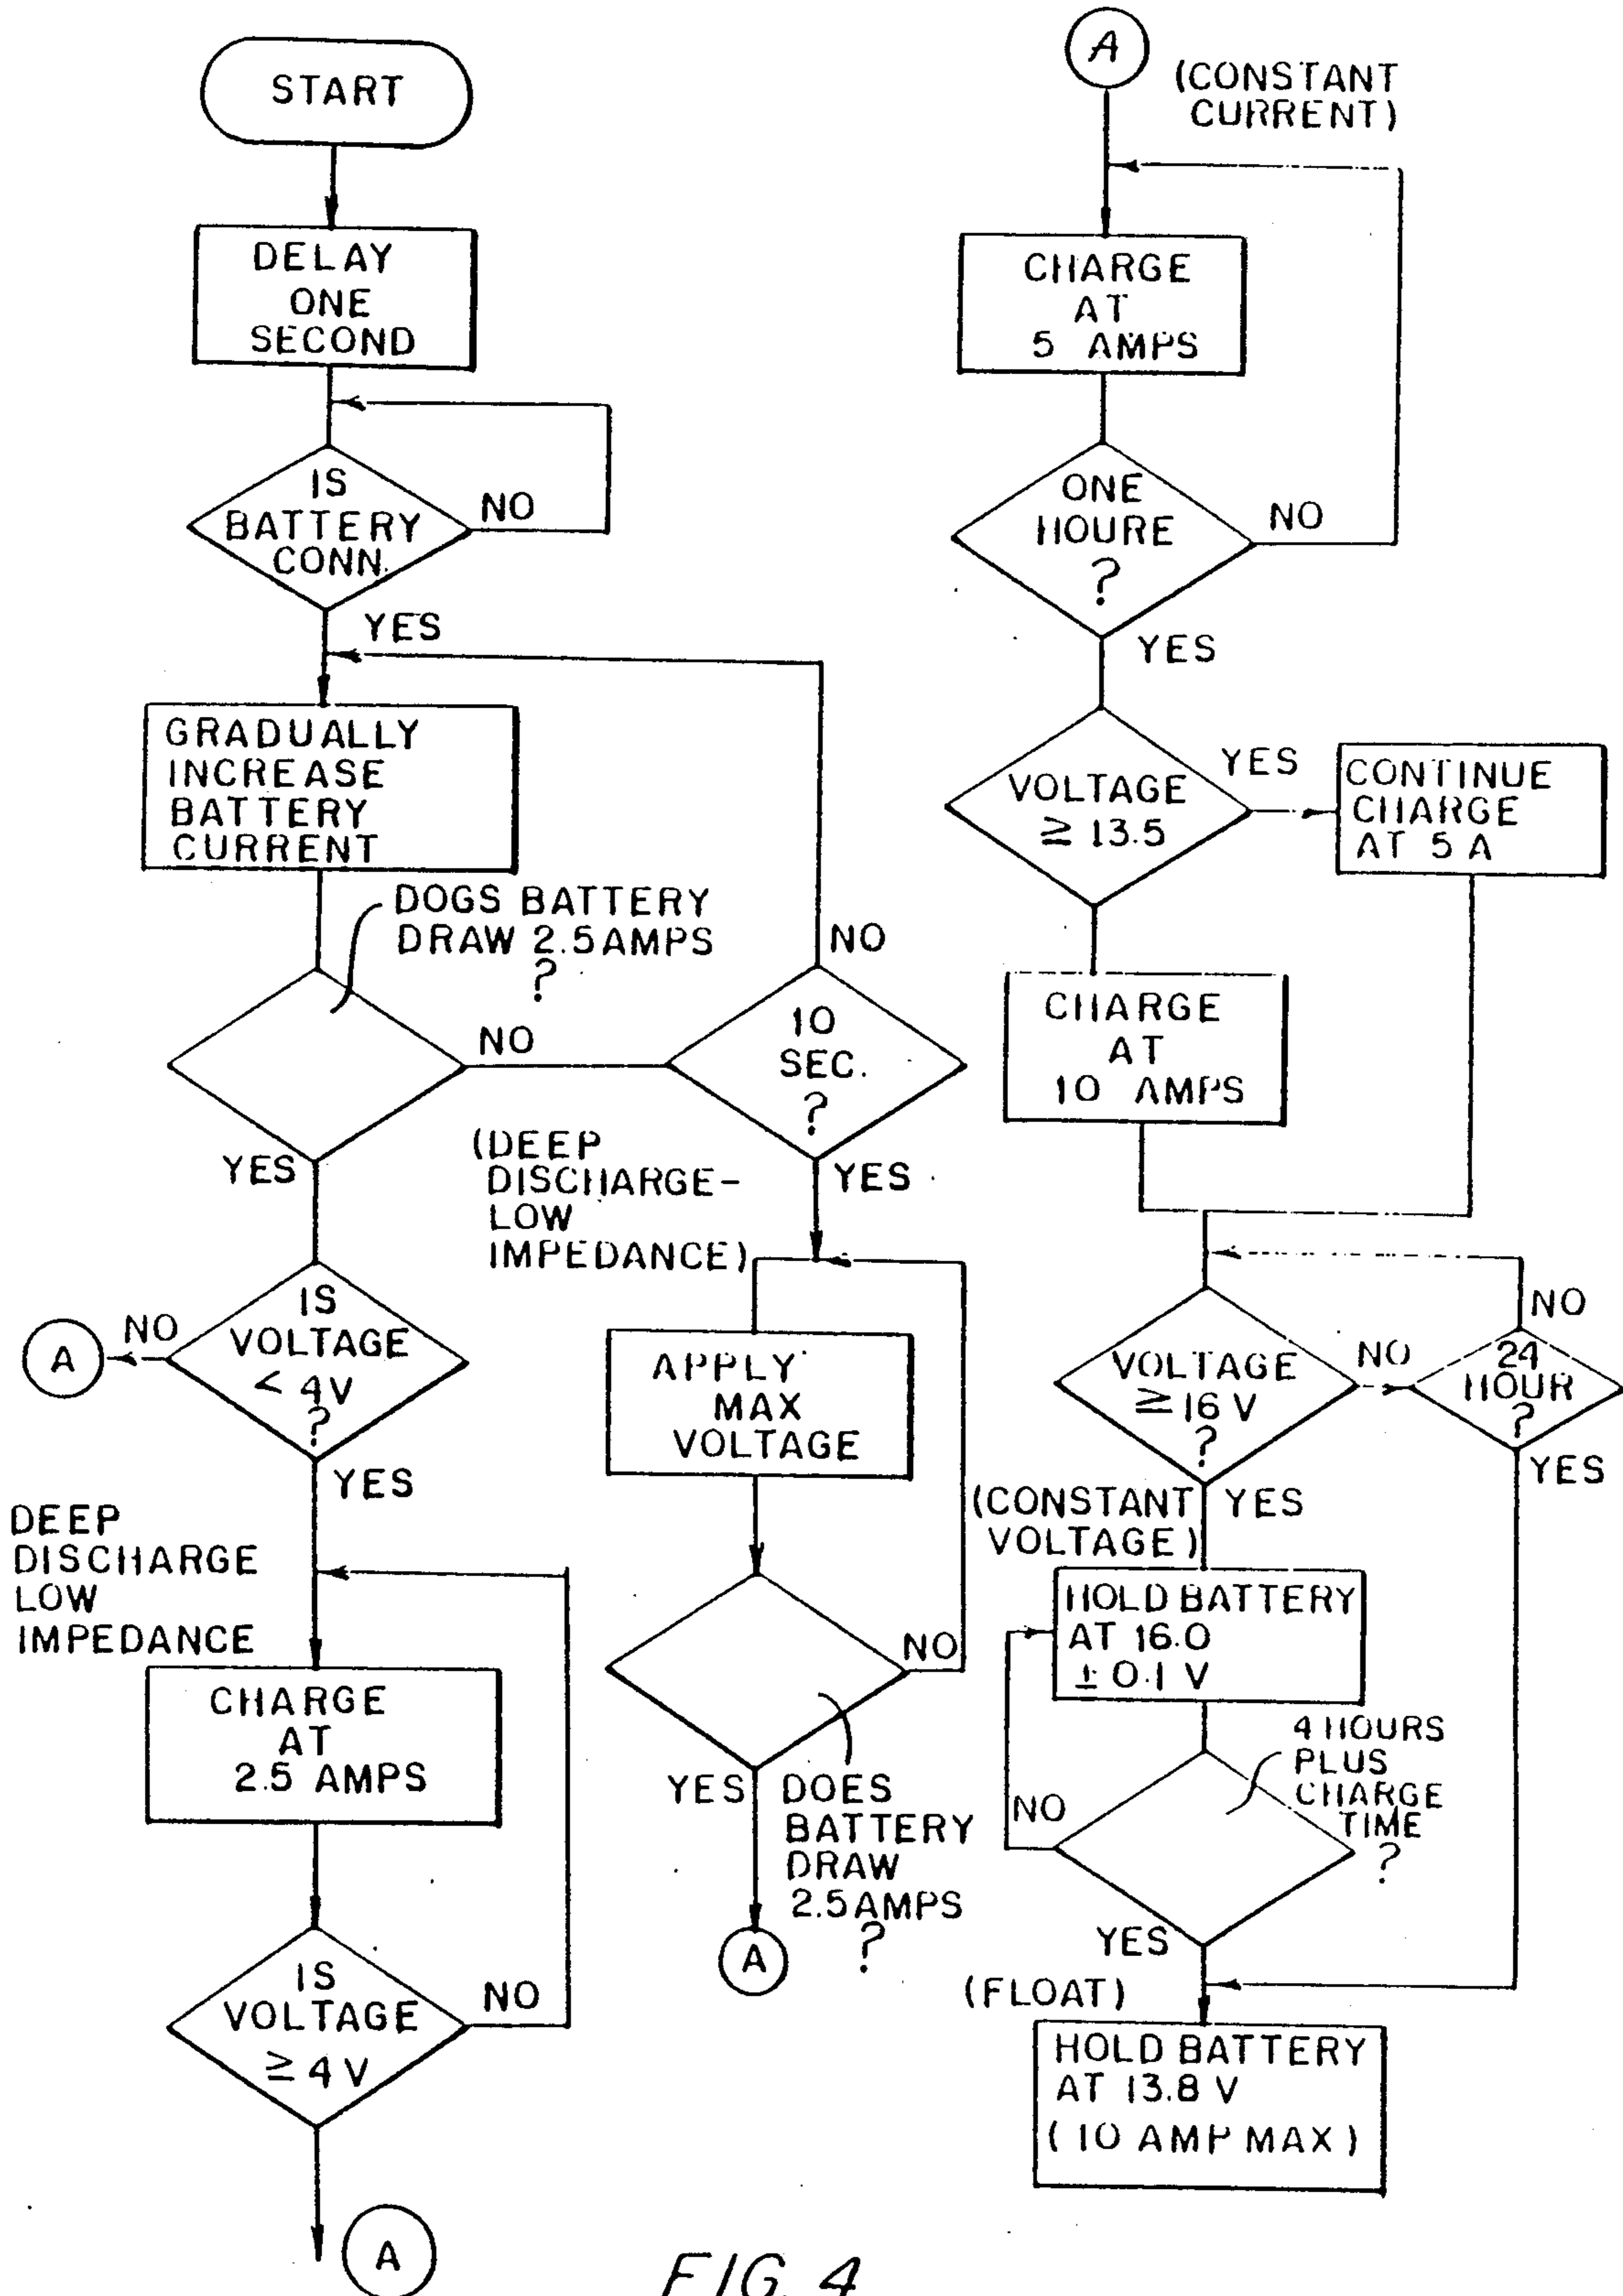 START
DELAY
ONE
SECOND
IS
BATTERY
CONN.
NO
YES
GRADUALLY
INCREASE
BATTERY
CURRENT
DOGS BATTERY
DRAW 2.5AMPS
?
NO
YES
NO
10
SEC.
?
YES
(DEEP
DISCHARGE-
LOW
IMPEDANCE)
IS
VOLTAGE
< 4V
?
NO
A
YES
DEEP
DISCHARGE
LOW
IMPEDANCE
CHARGE
AT
2.5 AMPS
IS
VOLTAGE
≥ 4 V
NO
A
APPLY
MAX
VOLTAGE
NO
YES
DOES
BATTERY
DRAW
2.5AMPS
?
A
A
(CONSTANT
CURRENT)
CHARGE
AT
5 AMPS
ONE
HOURE
?
NO
YES
VOLTAGE
≥ 13.5
YES
CONTINUE
CHARGE
AT 5 A
CHARGE
AT
10 AMPS
VOLTAGE
≥ 16 V
?
NO
24
HOUR
?
NO
YES
YES
(CONSTANT
VOLTAGE)
HOLD BATTERY
AT 16.0
± 0.1 V
4 HOURS
PLUS
CHARGE
TIME
?
NO
YES
(FLOAT)
HOLD BATTERY
AT 13.8 V
(10 AMP MAX)
FIG. 4